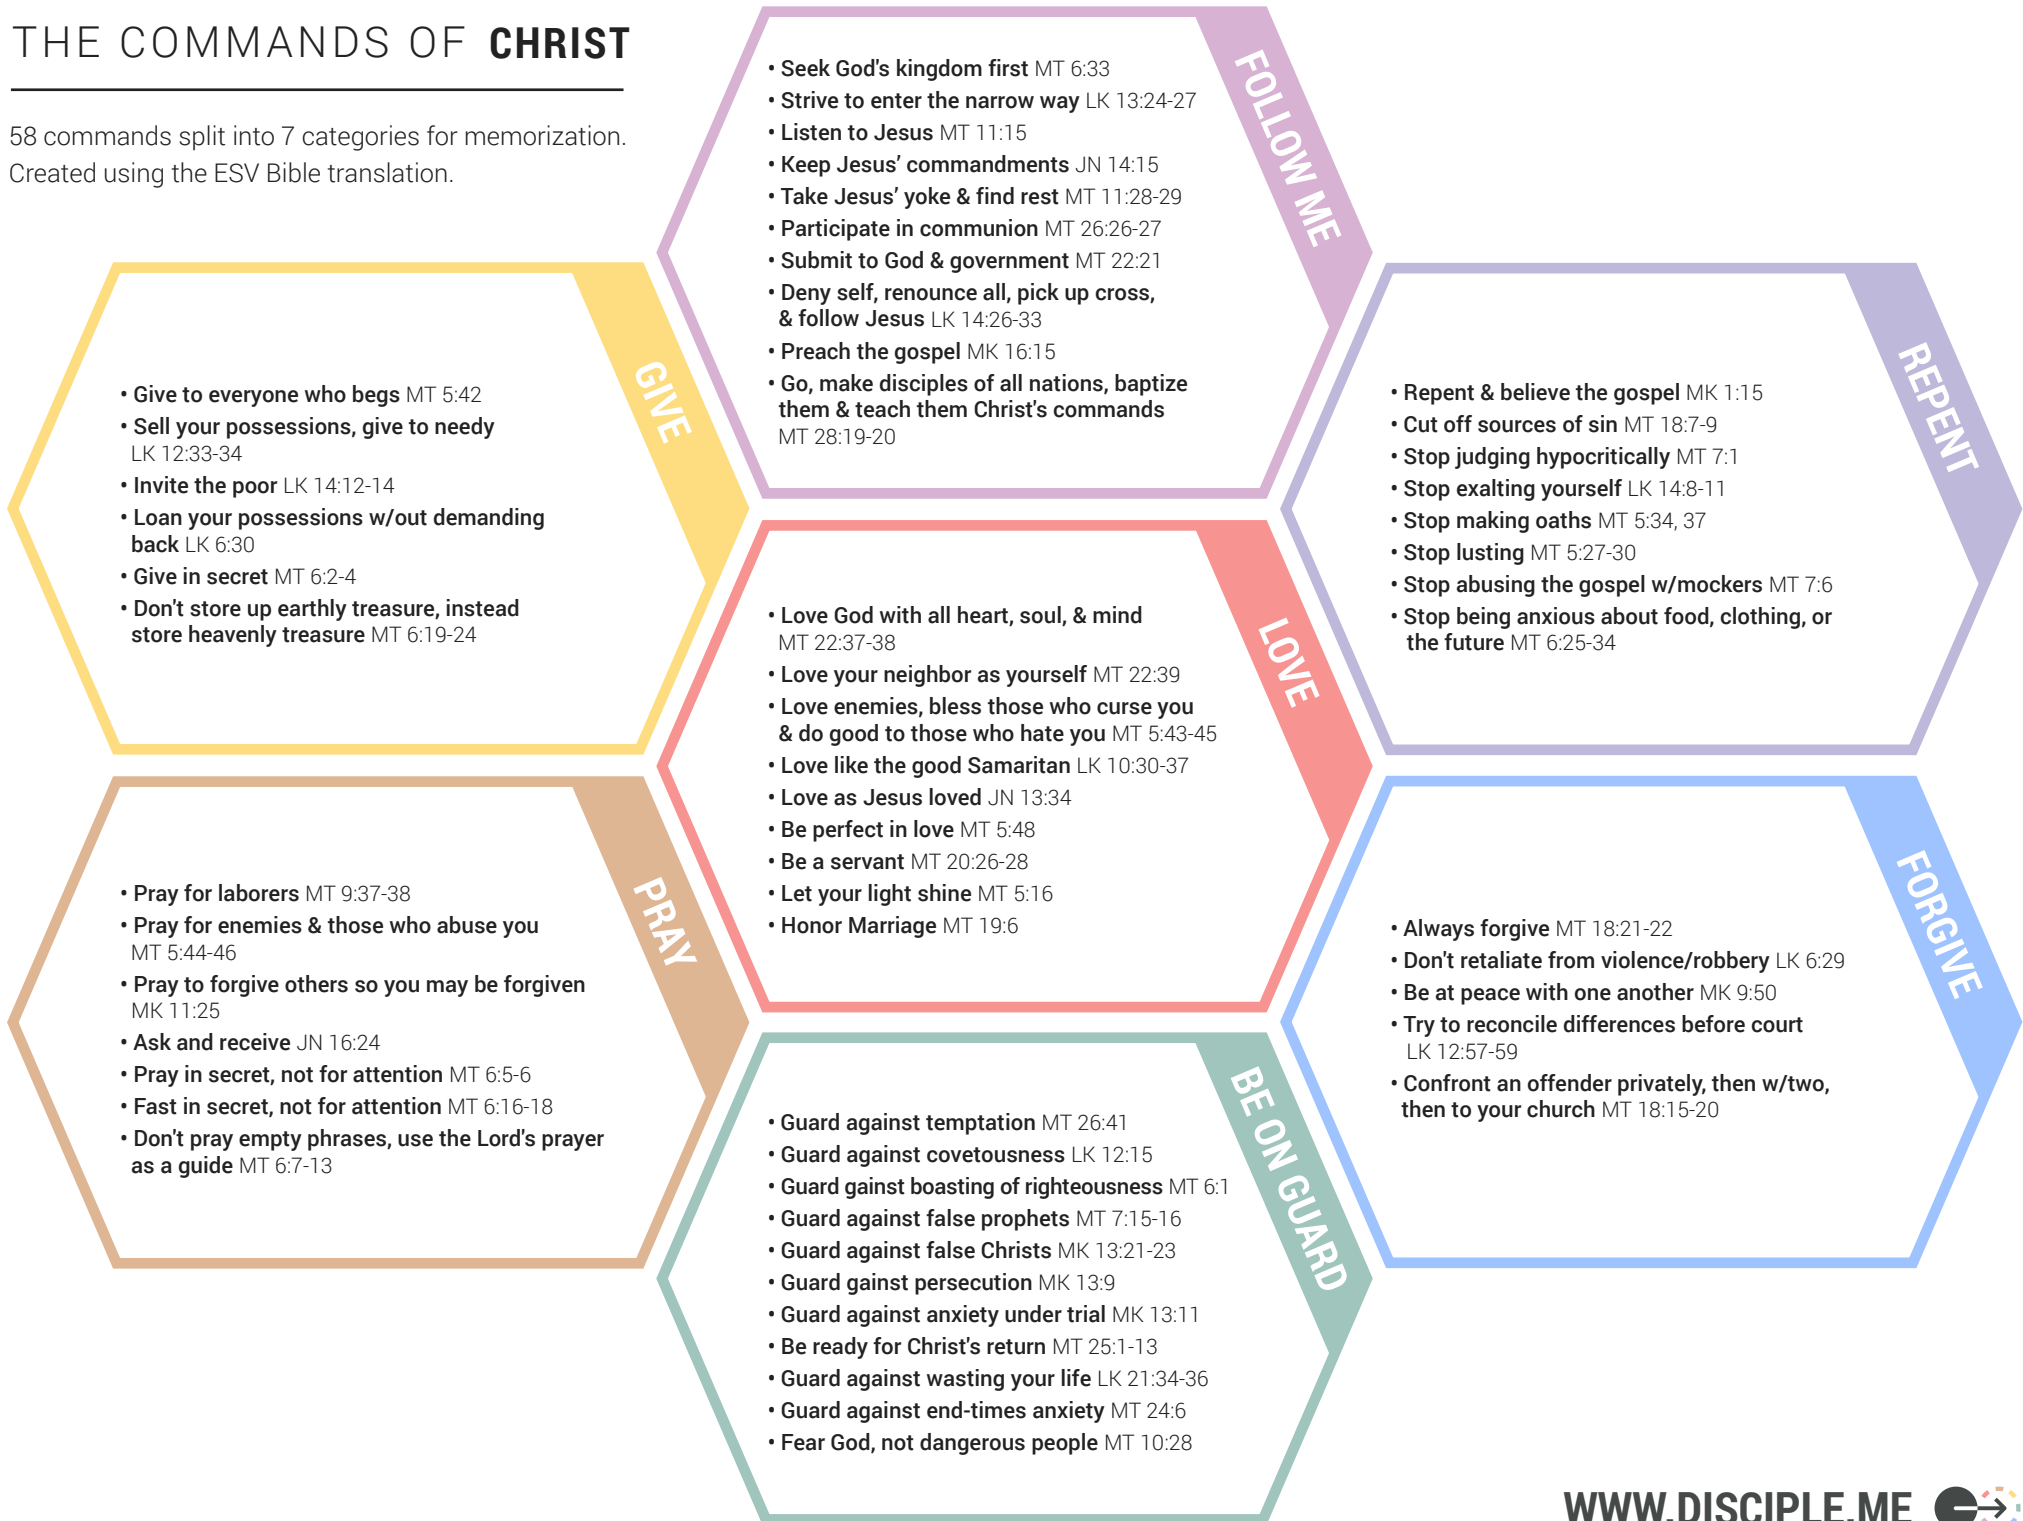 THE COMMANDS OF CHRIST
58 commands split into 7 categories for memorization.
Created using the ESV Bible translation.
FOLLOW ME
• Seek God's kingdom first MT 6:33
• Strive to enter the narrow way LK 13:24-27
• Listen to Jesus MT 11:15
• Keep Jesus’ commandments JN 14:15
• Take Jesus’ yoke & find rest MT 11:28-29
• Participate in communion MT 26:26-27
• Submit to God & government MT 22:21
• Deny self, renounce all, pick up cross,
& follow Jesus LK 14:26-33
• Preach the gospel MK 16:15
• Go, make disciples of all nations, baptize
them & teach them Christ's commands
MT 28:19-20
GIVE
• Give to everyone who begs MT 5:42
• Sell your possessions, give to needy
LK 12:33-34
• Invite the poor LK 14:12-14
• Loan your possessions w/out demanding
back LK 6:30
• Give in secret MT 6:2-4
• Don't store up earthly treasure, instead
store heavenly treasure MT 6:19-24
REPENT
• Repent & believe the gospel MK 1:15
• Cut off sources of sin MT 18:7-9
• Stop judging hypocritically MT 7:1
• Stop exalting yourself LK 14:8-11
• Stop making oaths MT 5:34, 37
• Stop lusting MT 5:27-30
• Stop abusing the gospel w/mockers MT 7:6
• Stop being anxious about food, clothing, or
the future MT 6:25-34
LOVE
• Love God with all heart, soul, & mind
MT 22:37-38
• Love your neighbor as yourself MT 22:39
• Love enemies, bless those who curse you
& do good to those who hate you MT 5:43-45
• Love like the good Samaritan LK 10:30-37
• Love as Jesus loved JN 13:34
• Be perfect in love MT 5:48
• Be a servant MT 20:26-28
• Let your light shine MT 5:16
• Honor Marriage MT 19:6
PRAY
• Pray for laborers MT 9:37-38
• Pray for enemies & those who abuse you
MT 5:44-46
• Pray to forgive others so you may be forgiven
MK 11:25
• Ask and receive JN 16:24
• Pray in secret, not for attention MT 6:5-6
• Fast in secret, not for attention MT 6:16-18
• Don't pray empty phrases, use the Lord's prayer
as a guide MT 6:7-13
FORGIVE
• Always forgive MT 18:21-22
• Don't retaliate from violence/robbery LK 6:29
• Be at peace with one another MK 9:50
• Try to reconcile differences before court
LK 12:57-59
• Confront an offender privately, then w/two,
then to your church MT 18:15-20
BE ON GUARD
• Guard against temptation MT 26:41
• Guard against covetousness LK 12:15
• Guard gainst boasting of righteousness MT 6:1
• Guard against false prophets MT 7:15-16
• Guard against false Christs MK 13:21-23
• Guard gainst persecution MK 13:9
• Guard against anxiety under trial MK 13:11
• Be ready for Christ's return MT 25:1-13
• Guard against wasting your life LK 21:34-36
• Guard against end-times anxiety MT 24:6
• Fear God, not dangerous people MT 10:28
WWW.DISCIPLE.ME